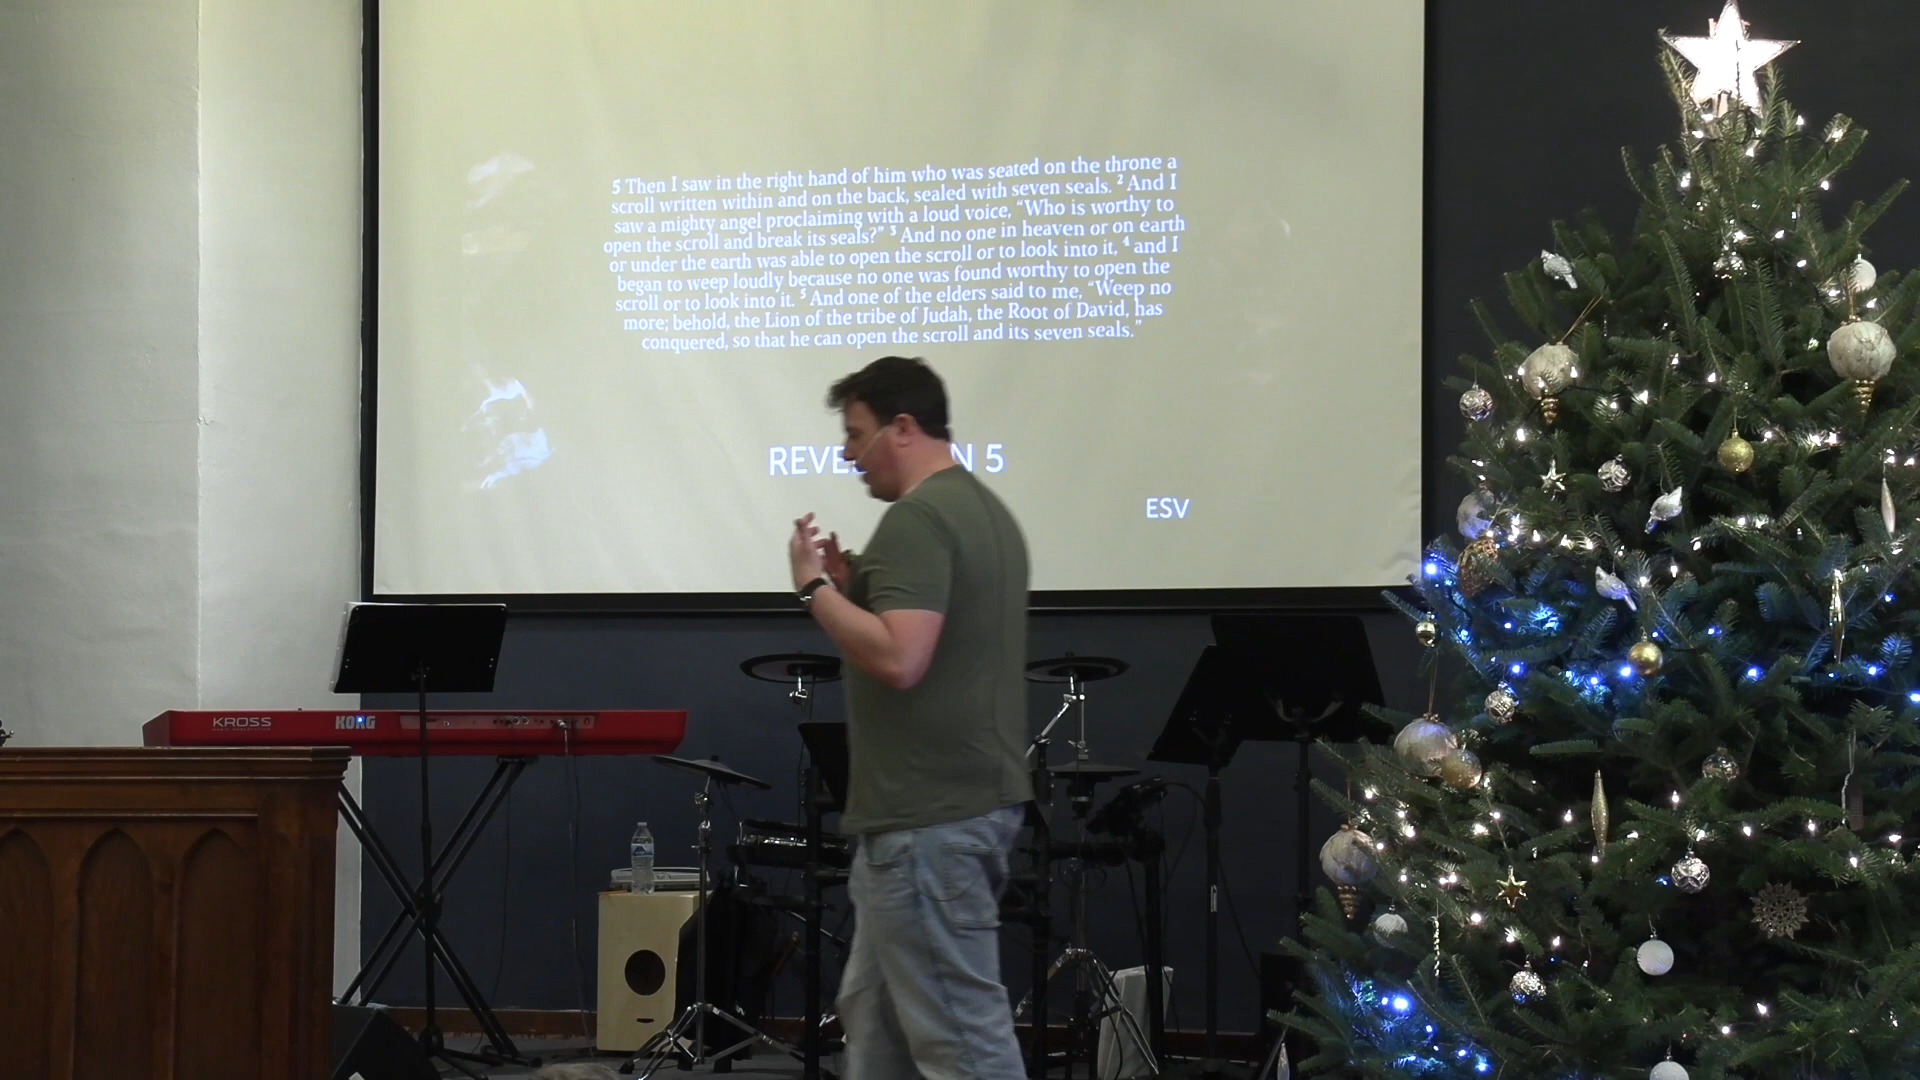 5 Then I saw in the right hand of him who was seated on the throne a
scroll written within and on the back, sealed with seven seals. 2 And I
saw a mighty angel proclaiming with a loud voice, “Who is worthy to
open the scroll and break its seals?” 3 And no one in heaven or on earth
or under the earth was able to open the scroll or to look into it, 4 and I
began to weep loudly because no one was found worthy to open the
scroll or to look into it. 5 And one of the elders said to me, “Weep no
more; behold, the Lion of the tribe of Judah, the Root of David, has
conquered, so that he can open the scroll and its seven seals.”
5
ESV
KROSS KORG